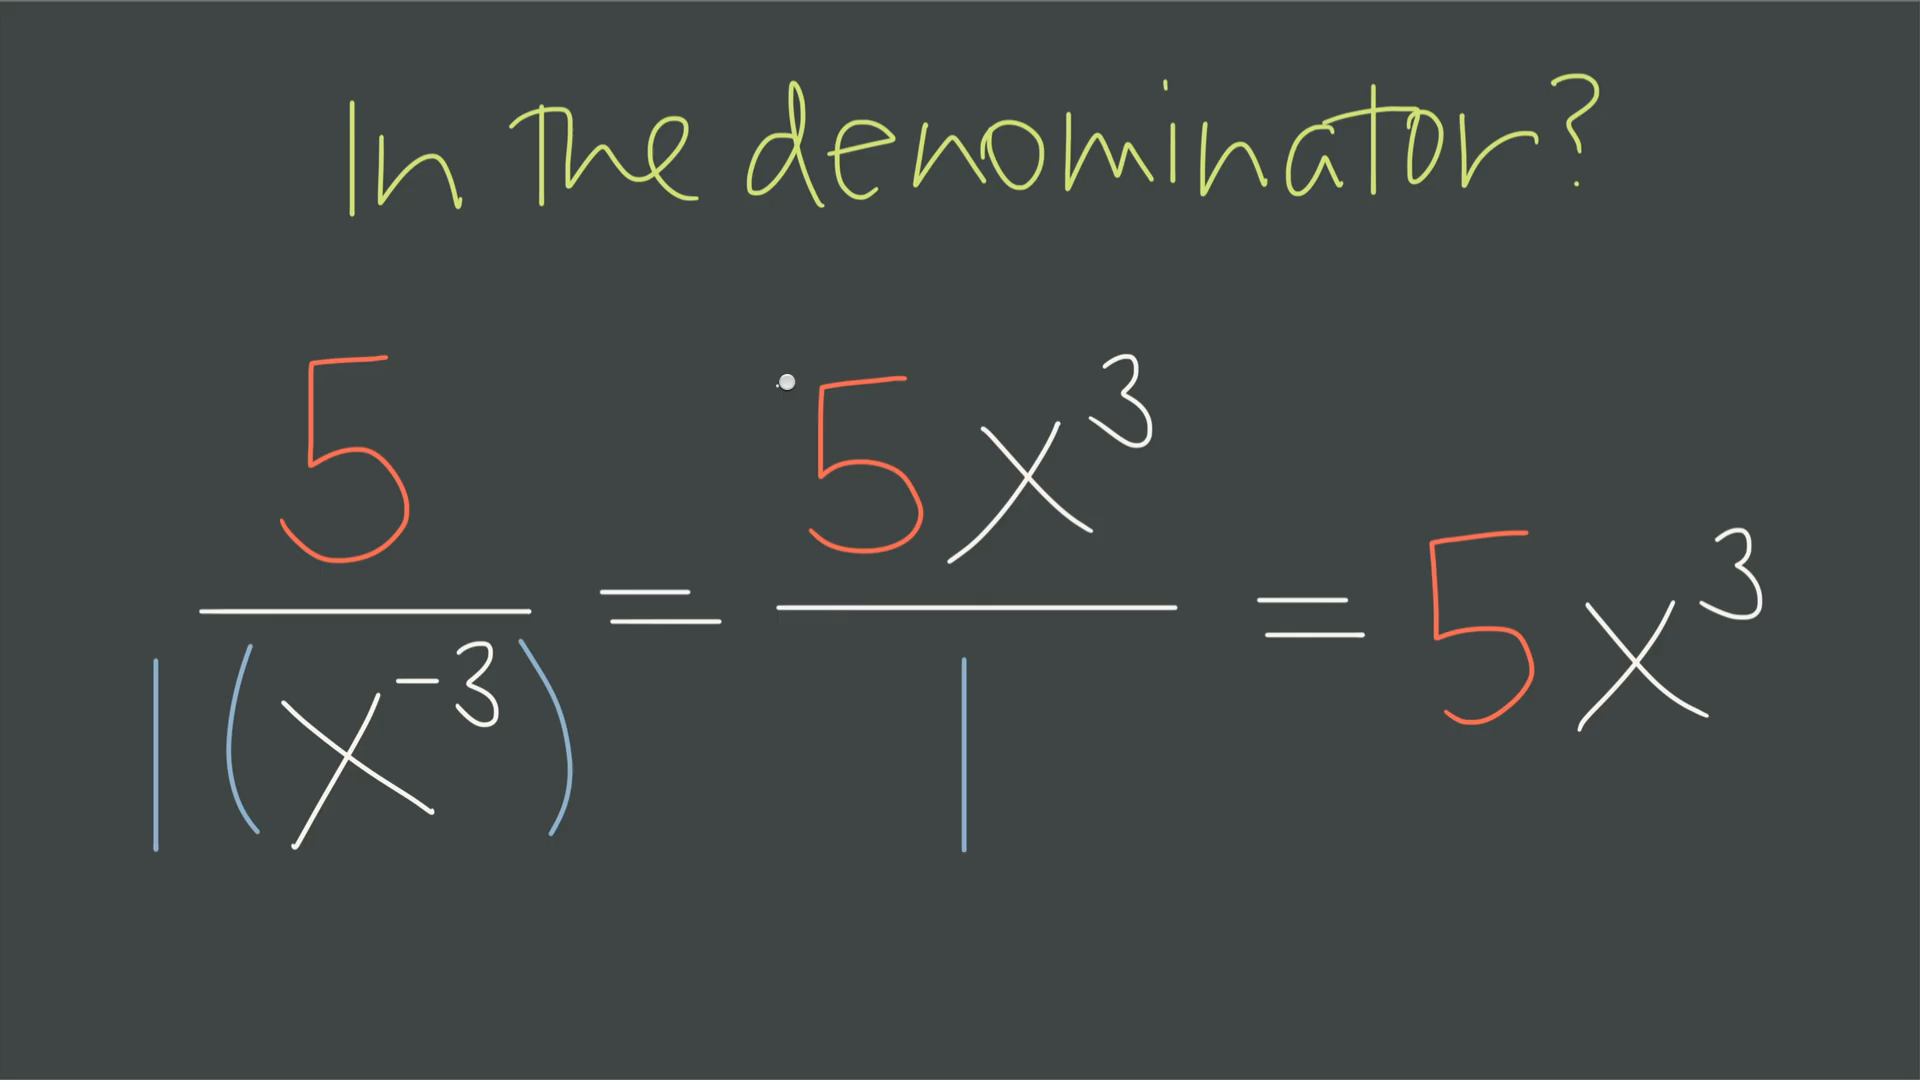 In the denominator?
5/1(x⁻³) = 5x³/1 = 5x³